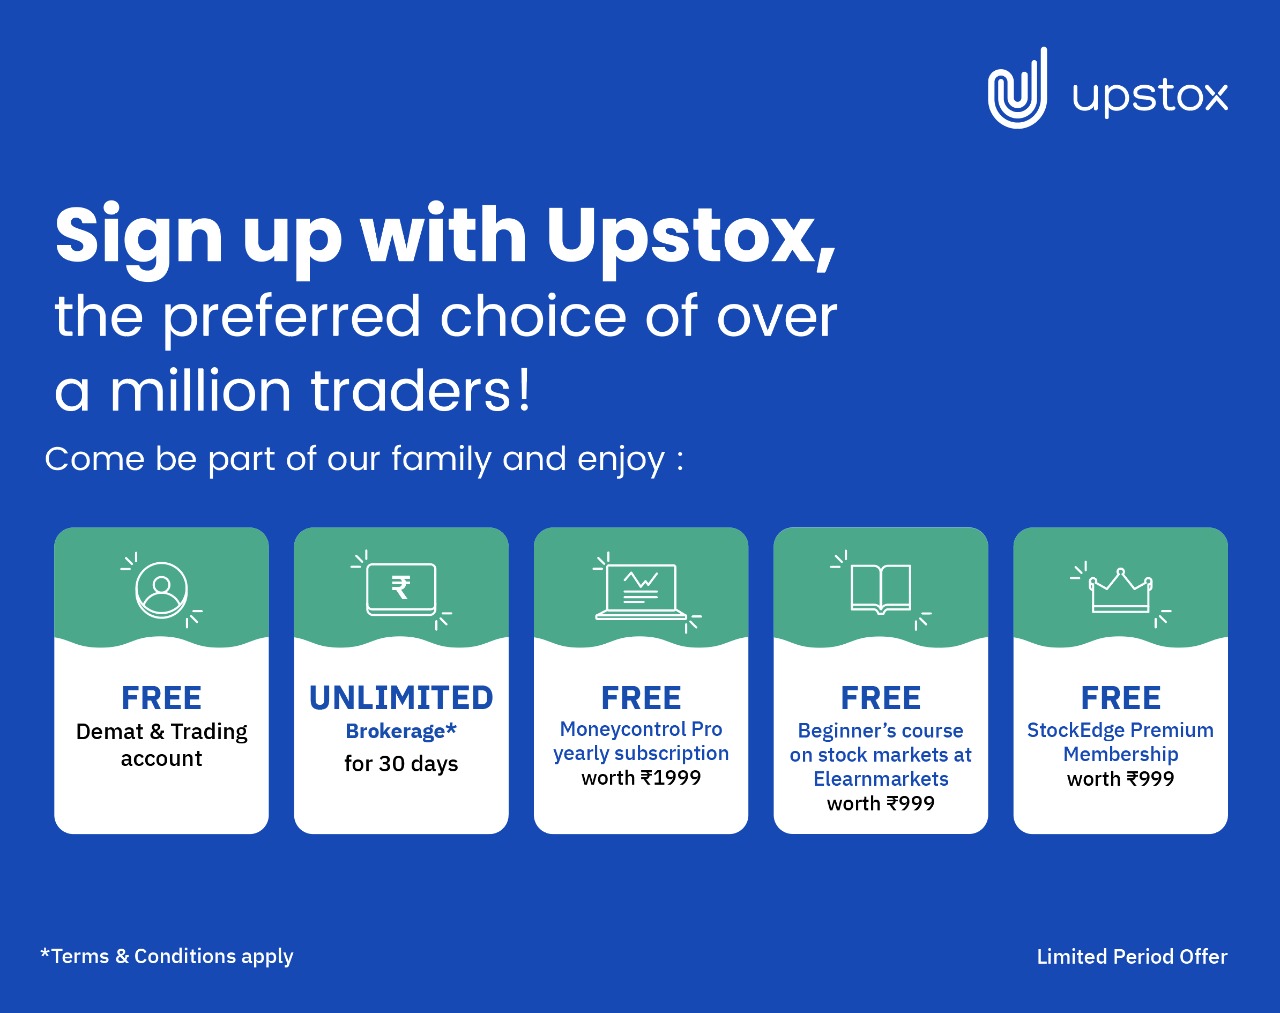 upstox
Sign up with Upstox,
the preferred choice of over
a million traders!
Come be part of our family and enjoy :
FREE
Demat & Trading
account
UNLIMITED
Brokerage*
for 30 days
FREE
Moneycontrol Pro
yearly subscription
worth ₹1999
FREE
Beginner’s course
on stock markets at
Elearnmarkets
worth ₹999
FREE
StockEdge Premium
Membership
worth ₹999
*Terms & Conditions apply
Limited Period Offer